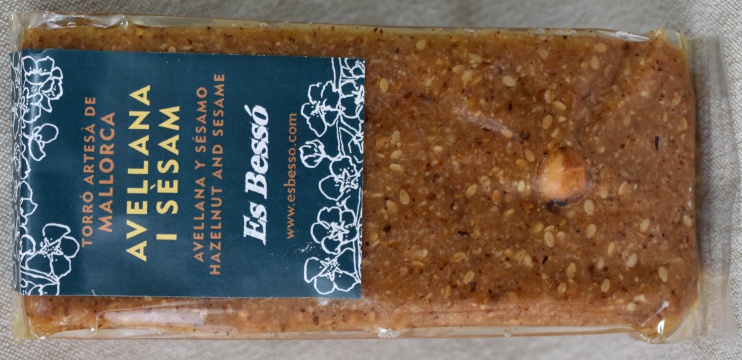 TORRÓ ARTESÀ DE
MALLORCA
AVELLANA
I SÈSAM
AVELLANA Y SÉSAMO
HAZELNUT AND SESAME
Es Bessó
www.esbesso.com